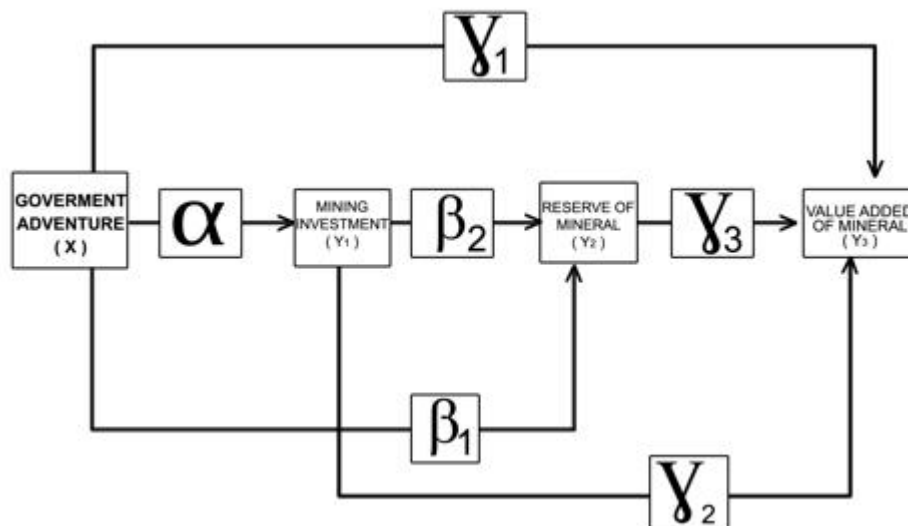 γ1
GOVERMENT
ADVENTURE
( X )
α
MINING
INVESTMENT
( Y1 )
β2
RESERVE OF
MINERAL
( Y2 )
γ3
VALUE ADDED
OF MINERAL
( Y3 )
β1
γ2